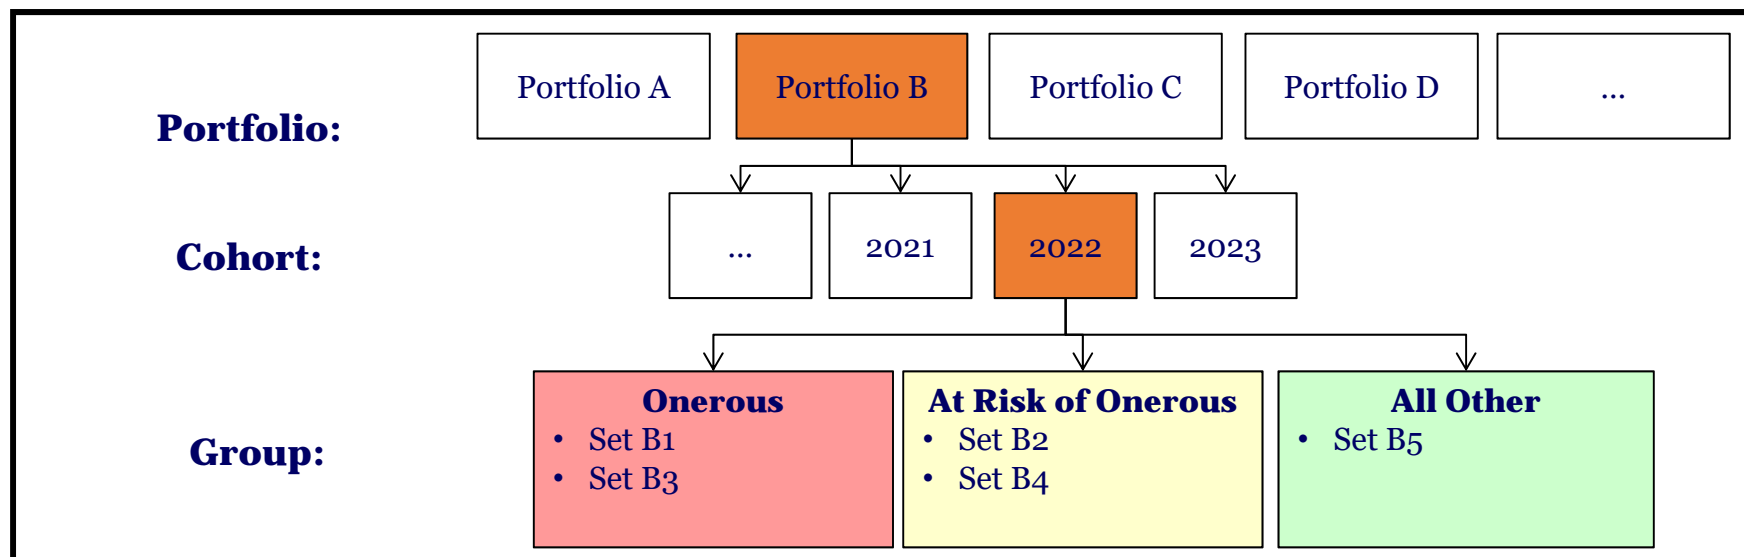 Portfolio A
Portfolio B
Portfolio C
Portfolio D
...
Portfolio:
Cohort:
...
2021
2022
2023
Group:
Onerous
• Set B1
• Set B3
At Risk of Onerous
• Set B2
• Set B4
All Other
• Set B5